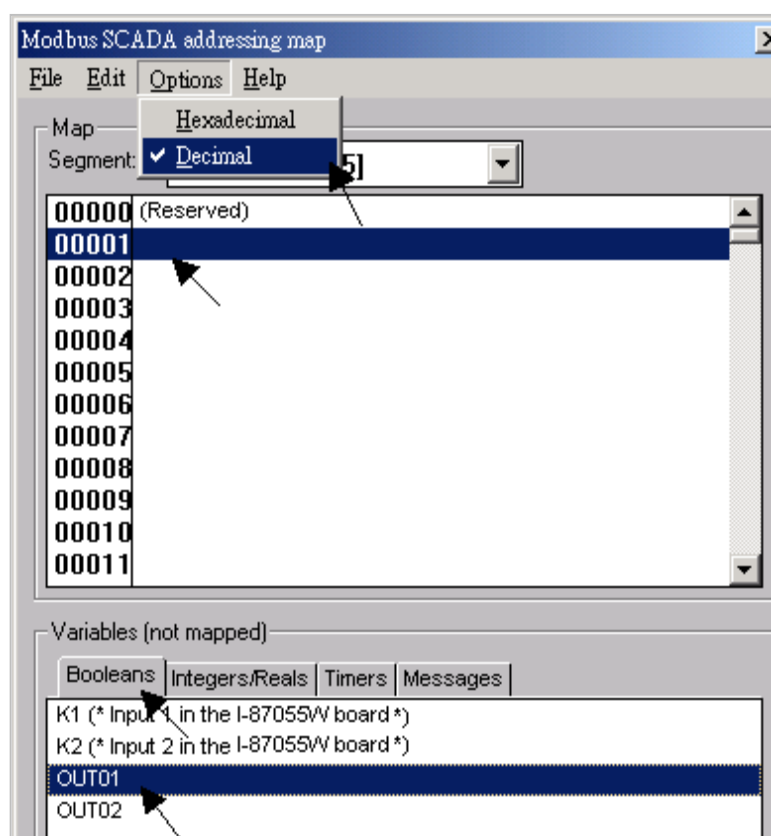 Modbus SCADA addressing map
File Edit Options Help
Hexadecimal
Decimal
Map
Segment: 5]
00000 (Reserved)
00001
00002
00003
00004
00005
00006
00007
00008
00009
00010
00011
Variables (not mapped)
Booleans Integers/Reals Timers Messages
K1 (* Input 1 in the I-87055W board *)
K2 (* Input 2 in the I-87055W board *)
OUT01
OUT02